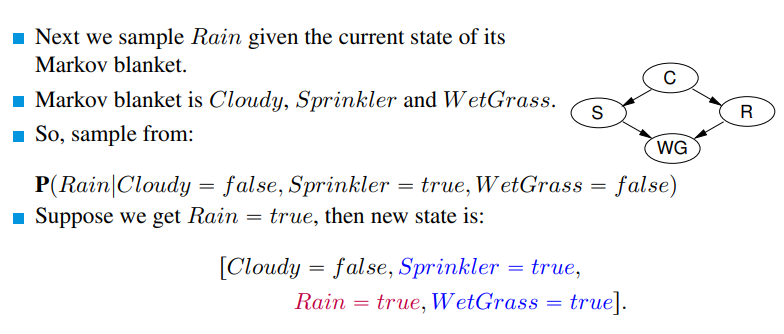 Next we sample Rain given the current state of its
Markov blanket.
Markov blanket is Cloudy, Sprinkler and WetGrass.
So, sample from:
C
S
R
WG
P(Rain|Cloudy = false, Sprinkler = true, WetGrass = false)
Suppose we get Rain = true, then new state is:
[Cloudy = false, Sprinkler = true,
Rain = true, WetGrass = true].